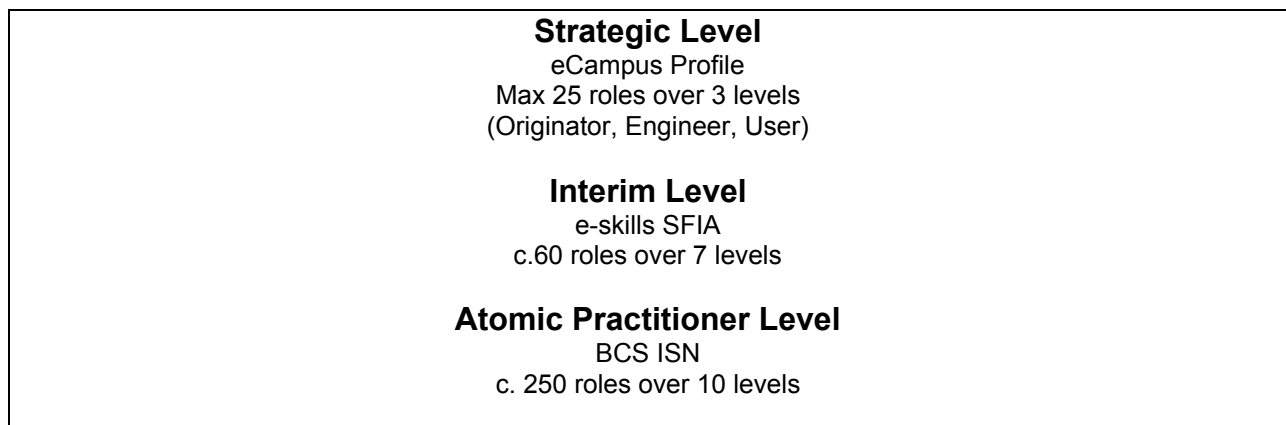 Strategic Level
eCampus Profile
Max 25 roles over 3 levels
(Originator, Engineer, User)
Interim Level
e-skills SFIA
c.60 roles over 7 levels
Atomic Practitioner Level
BCS ISN
c. 250 roles over 10 levels